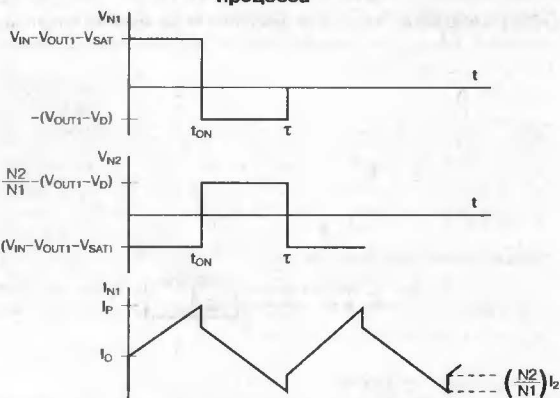 процесса
V_N1
V_IN–V_OUT1–V_SAT
t
–(V_OUT1–V_D)
t_ON
τ
V_N2
N2/N1 –(V_OUT1–V_D)
t
(V_IN–V_OUT1–V_SAT)
t_ON
τ
I_N1
I_P
I_O
(N2/N1)I_2